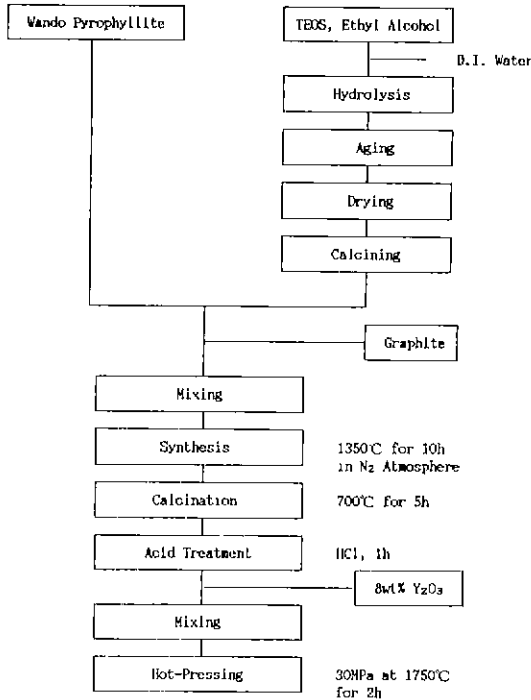 Wando Pyrophyllite
TEOS, Ethyl Alcohol
D.I. Water
Hydrolysis
Aging
Drying
Calcining
Graphite
Mixing
Synthesis
1350℃ for 10h
in N₂ Atmosphere
Calcination
700℃ for 5h
Acid Treatment
HCl, 1h
8wt% Y₂O₃
Mixing
Hot-Pressing
30MPa at 1750℃
for 2h